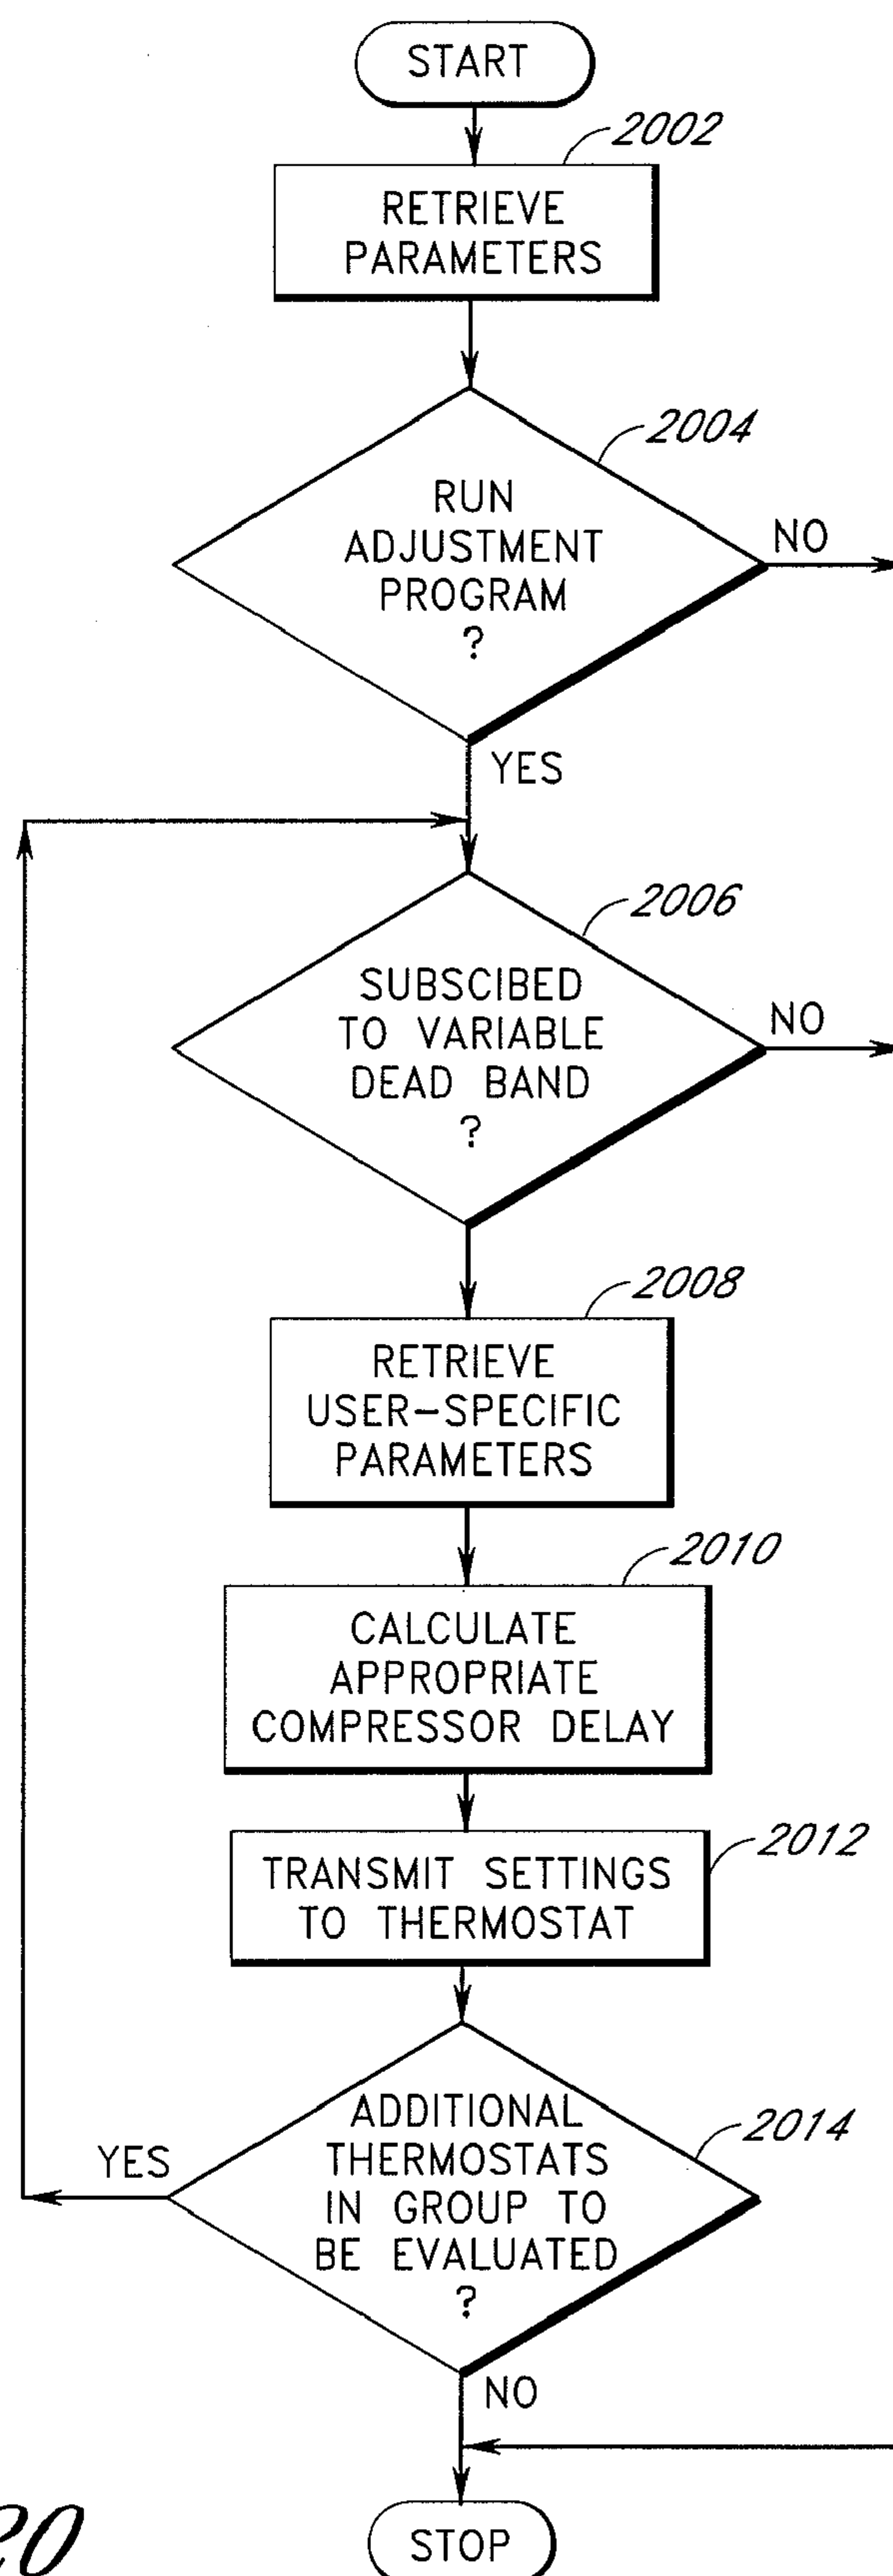 START
2002
RETRIEVE
PARAMETERS
2004
RUN
ADJUSTMENT
PROGRAM
?
NO
YES
2006
SUBSCIBED
TO VARIABLE
DEAD BAND
?
NO
2008
RETRIEVE
USER-SPECIFIC
PARAMETERS
2010
CALCULATE
APPROPRIATE
COMPRESSOR DELAY
2012
TRANSMIT SETTINGS
TO THERMOSTAT
2014
ADDITIONAL
THERMOSTATS
IN GROUP TO
BE EVALUATED
?
YES
NO
20
STOP